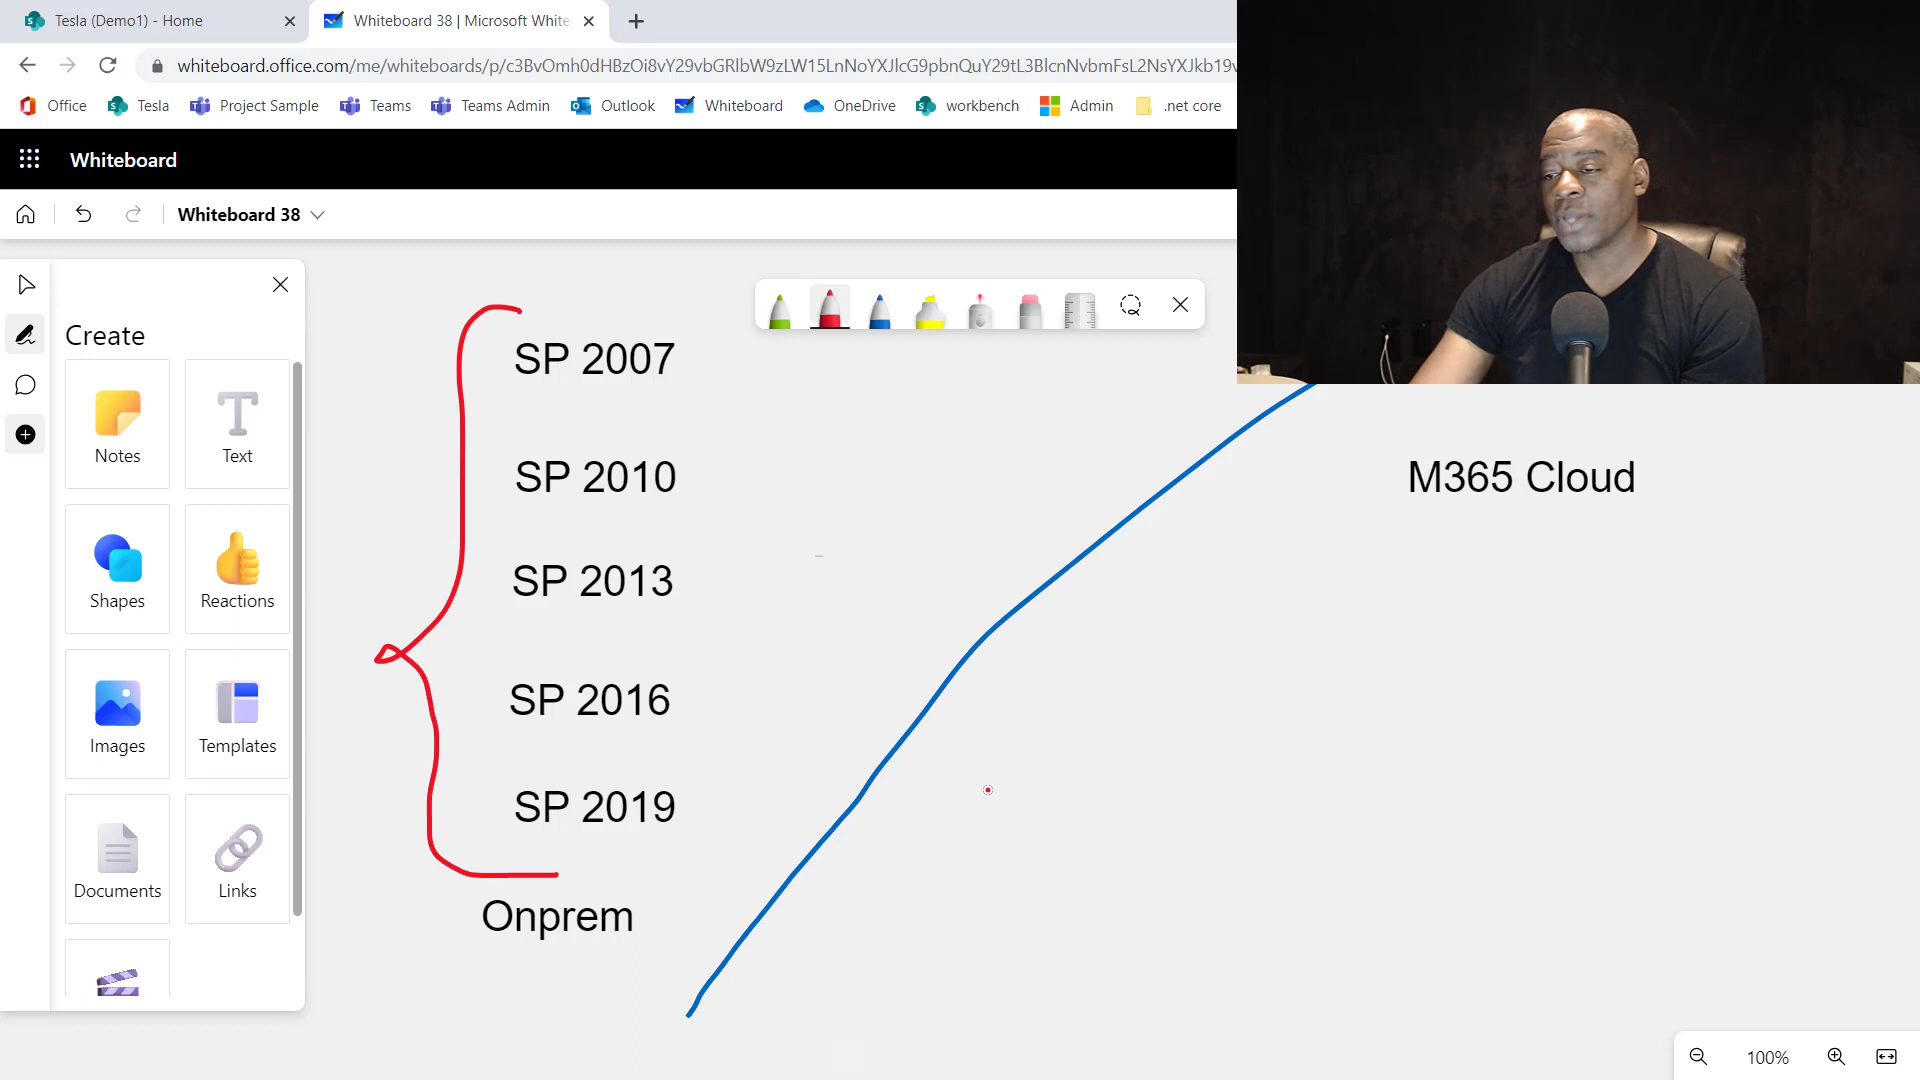 Tesla (Demo1) - Home
Whiteboard 38 | Microsoft White
whiteboard.office.com/me/whiteboards/p/c3BvOmh0dHBzOi8vY29vbGRlbW9zLW15LnNoYXJlcG9pbnQuY29tL3BlcnNvbmFsL2NsYXJkb19v
Office Tesla Project Sample Teams Teams Admin Outlook Whiteboard OneDrive workbench Admin .net core
Whiteboard
Whiteboard 38
Create
Notes Text
Shapes Reactions
Images Templates
Documents Links
SP 2007
SP 2010
SP 2013
SP 2016
SP 2019
Onprem
M365 Cloud
100%